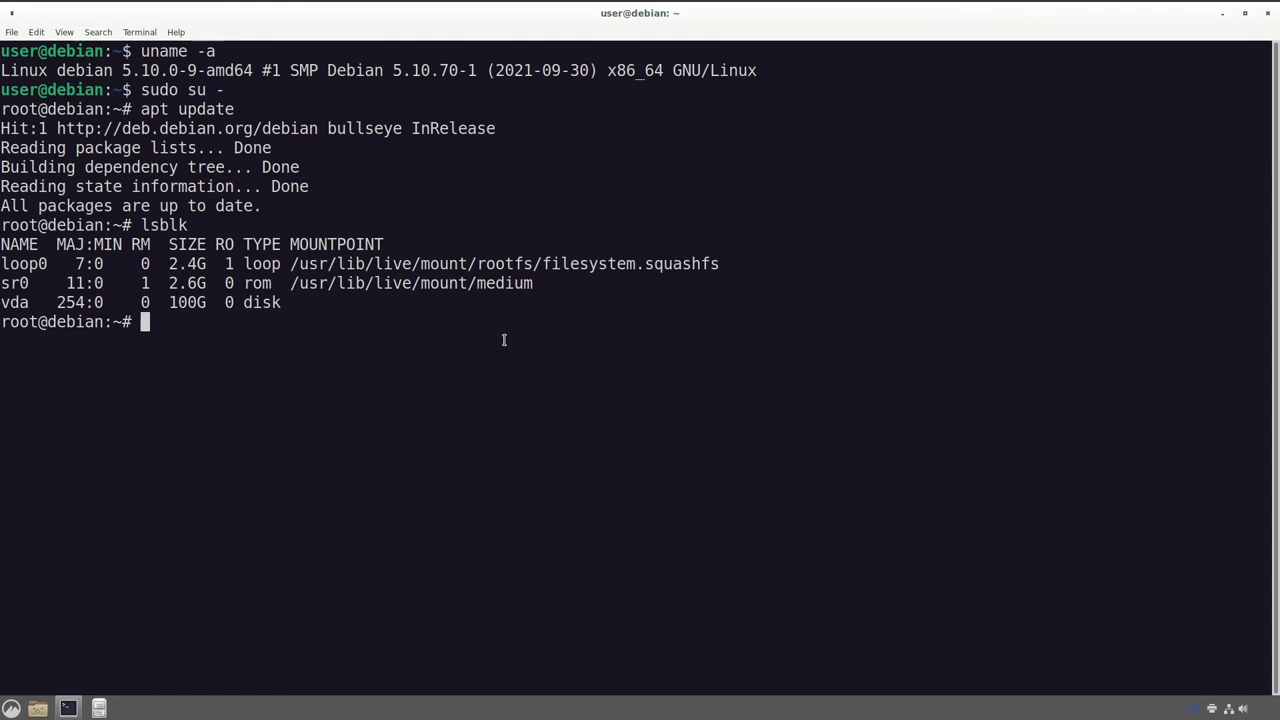 user@debian: ~
File Edit View Search Terminal Help
user@debian:~$ uname -a
Linux debian 5.10.0-9-amd64 #1 SMP Debian 5.10.70-1 (2021-09-30) x86_64 GNU/Linux
user@debian:~$ sudo su -
root@debian:~# apt update
Hit:1 http://deb.debian.org/debian bullseye InRelease
Reading package lists... Done
Building dependency tree... Done
Reading state information... Done
All packages are up to date.
root@debian:~# lsblk
NAME  MAJ:MIN RM  SIZE RO TYPE MOUNTPOINT
loop0   7:0    0  2.4G  1 loop /usr/lib/live/mount/rootfs/filesystem.squashfs
sr0    11:0    1  2.6G  0 rom  /usr/lib/live/mount/medium
vda   254:0    0  100G  0 disk
root@debian:~#